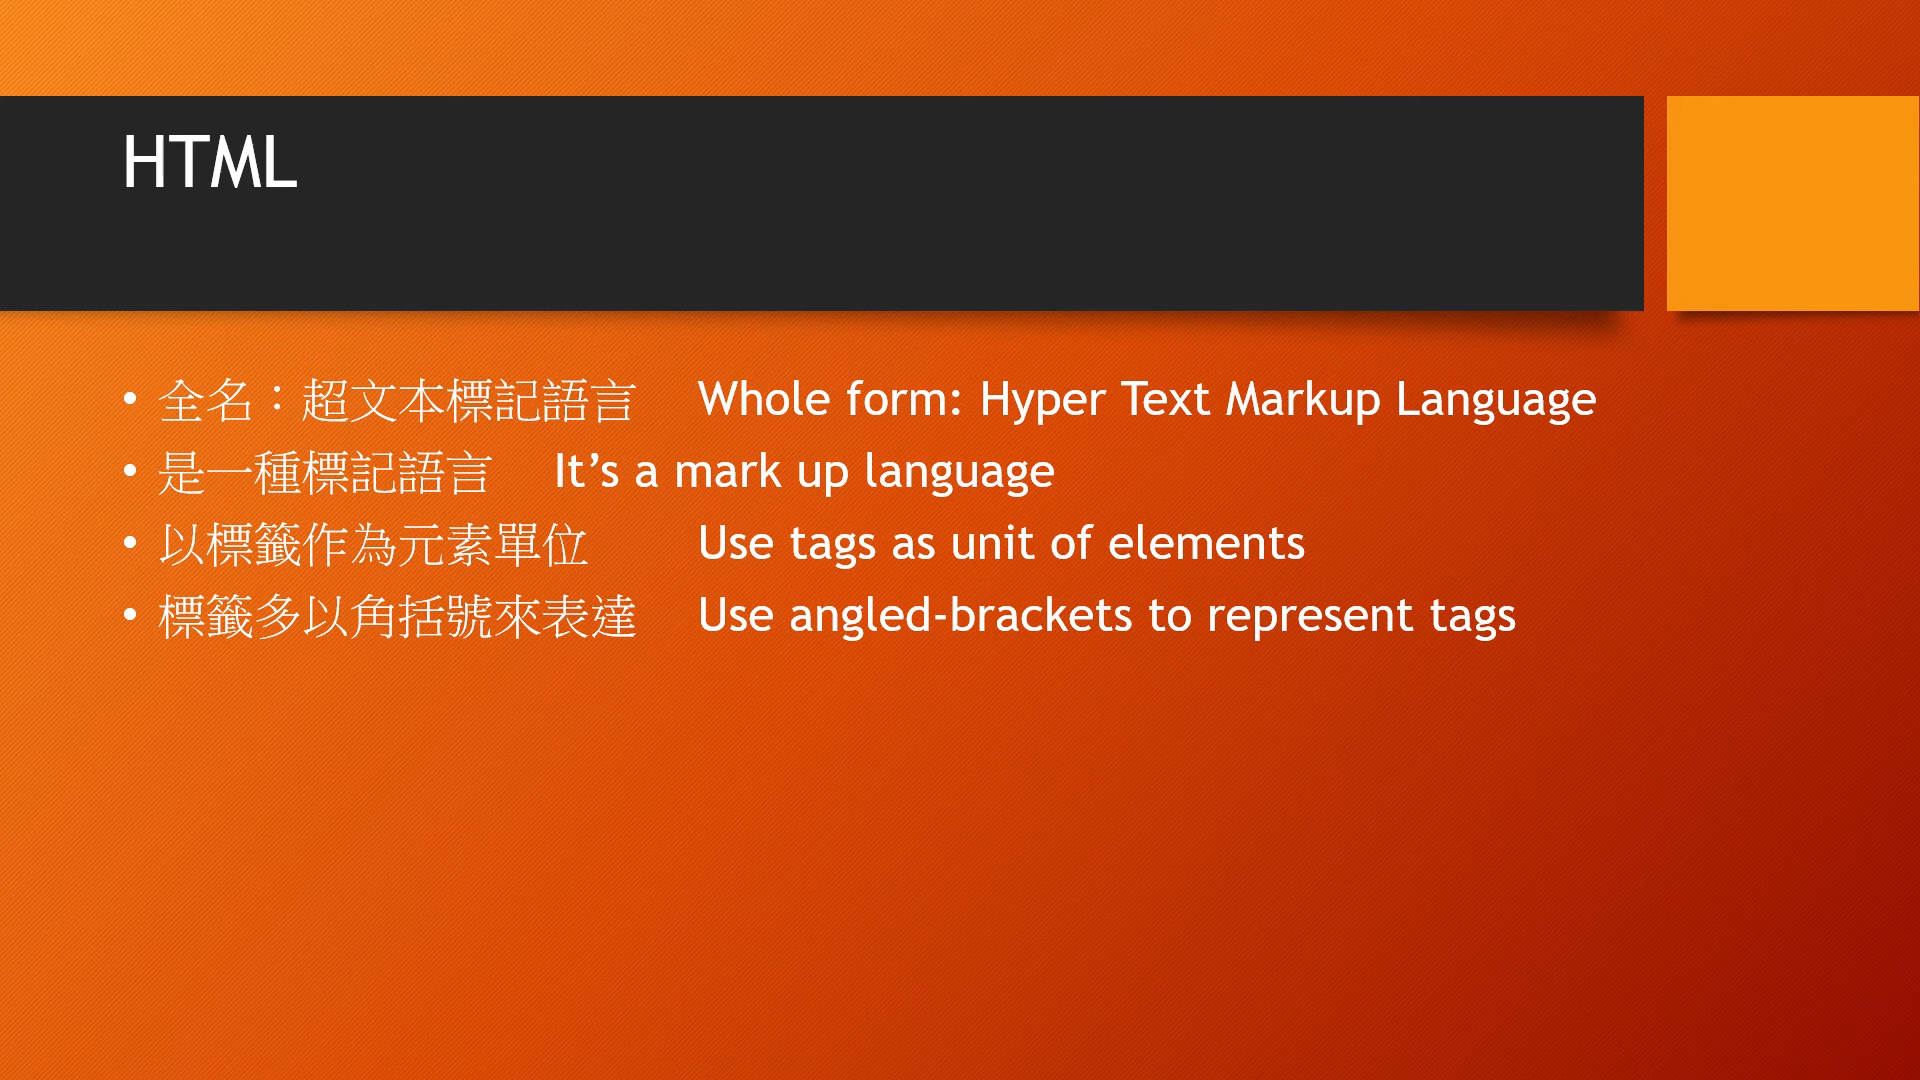 HTML
• 全名：超文本標記語言 Whole form: Hyper Text Markup Language
• 是一種標記語言 It’s a mark up language
• 以標籤作為元素單位 Use tags as unit of elements
• 標籤多以角括號來表達 Use angled-brackets to represent tags